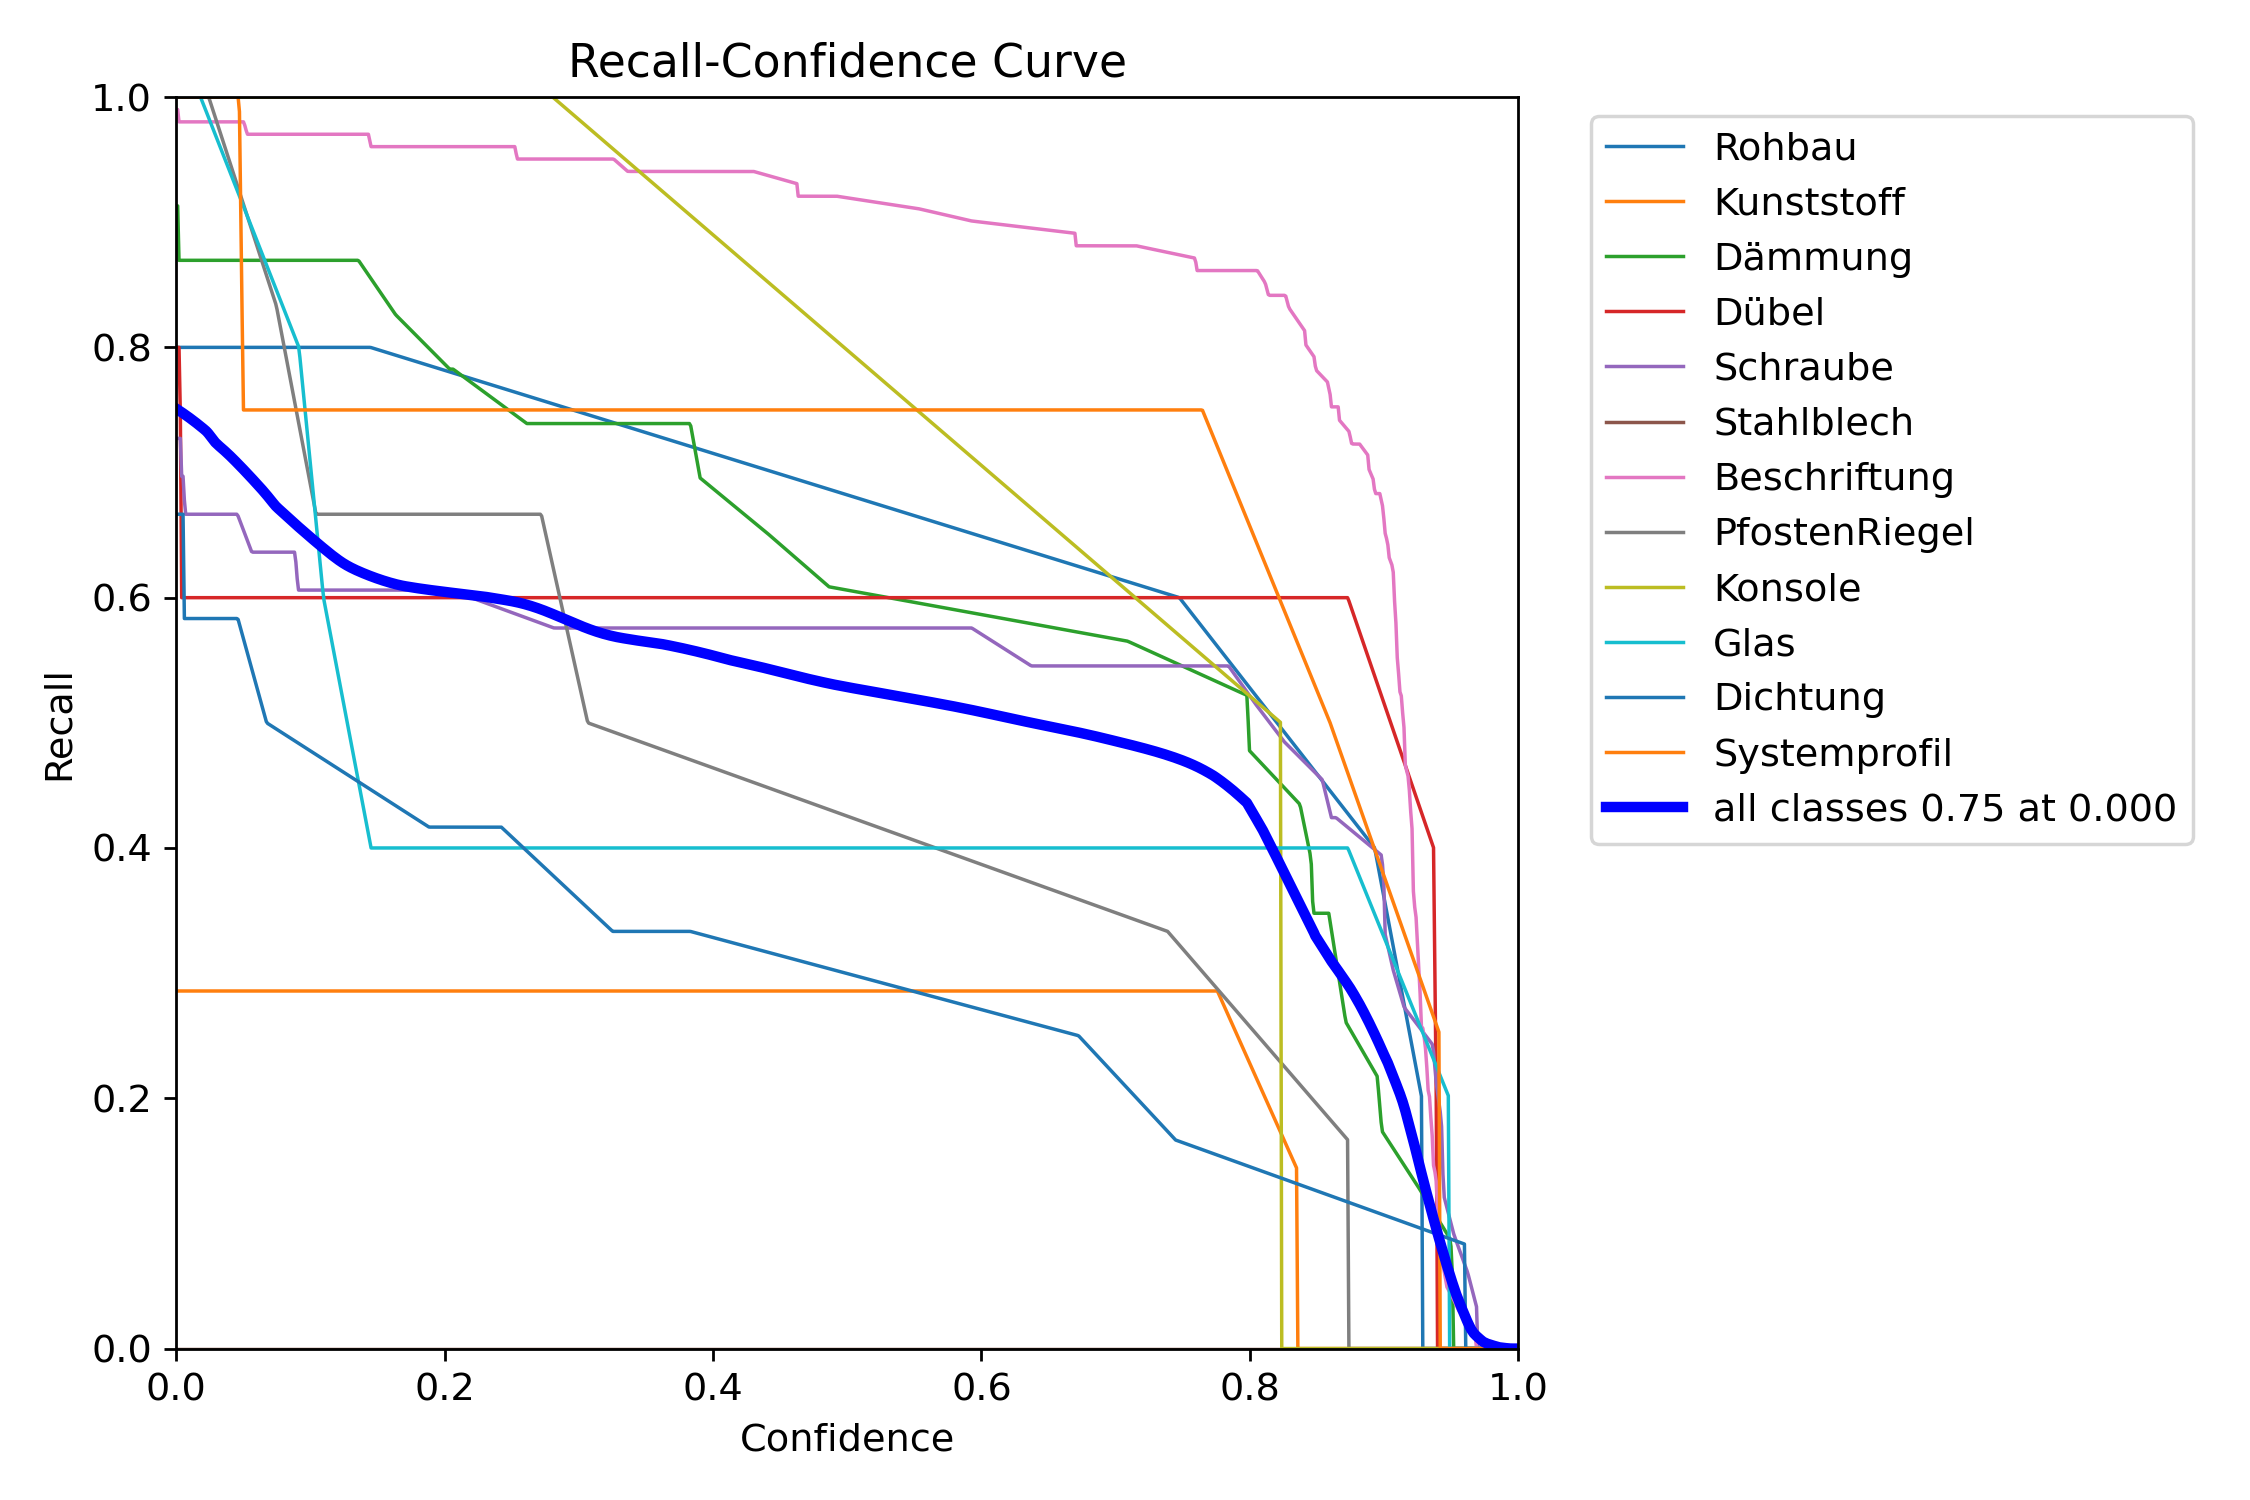 Recall-Confidence Curve
1.0
0.8
0.6
0.4
0.2
0.0
Recall
0.0 0.2 0.4 0.6 0.8 1.0
Confidence
Rohbau
Kunststoff
Dämmung
Dübel
Schraube
Stahlblech
Beschriftung
PfostenRiegel
Konsole
Glas
Dichtung
Systemprofil
all classes 0.75 at 0.000